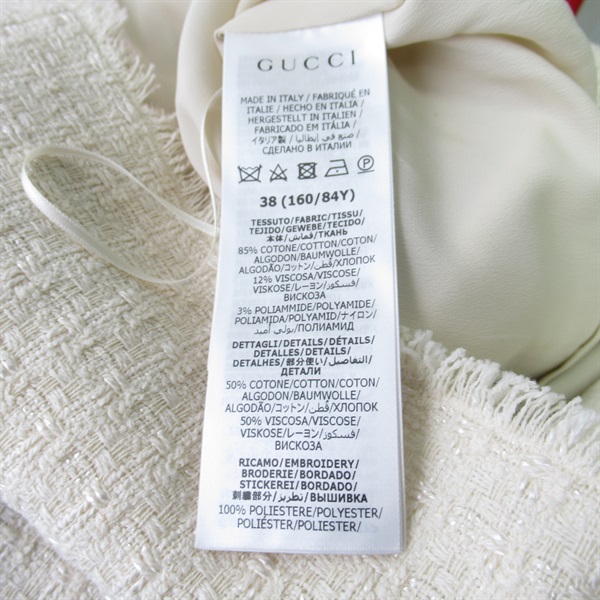 GUCCI
MADE IN ITALY / FABRIQUÉ EN
ITALIE / HECHO EN ITALIA
HERGESTELLT IN ITALIEN
FABRICADO EM ITÁLIA
イタリア製 / صنع في إيطاليا
СДЕЛАНО В ИТАЛИИ
38 (160/84Y)
TESSUTO/FABRIC/TISSU/
TEJIDO/GEWEBE/TECIDO/
本体/قماش/ТКАНЬ
85% COTONE/COTTON/COTON/
ALGODON/BAUMWOLLE/
ALGODÃO/コットン/قُطن/ХЛОПОК
12% VISCOSA/VISCOSE/
VISKOSE/レーヨン/فسكوز/
ВИСКОЗА
3% POLIAMMIDE/POLYAMIDE/
POLIAMIDA/POLYAMID/ナイロン/
بولي أميد/ПОЛИАМИД
DETTAGLI/DETAILS/DÉTAILS/
DETALLES/DETAILS/
DETALHES/部分使い/التفاصيل/
ДЕТАЛИ
50% COTONE/COTTON/COTON/
ALGODON/BAUMWOLLE/
ALGODÃO/コットン/قُطن/ХЛОПОК
50% VISCOSA/VISCOSE/
VISKOSE/レーヨン/فسكوز/
ВИСКОЗА
RICAMO/EMBROIDERY/
BRODERIE/BORDADO/
STICKEREI/BORDADO/
刺繍部分/تطريز/ВЫШИВКА
100% POLIESTERE/POLYESTER/
POLIÉSTER/POLIESTER/